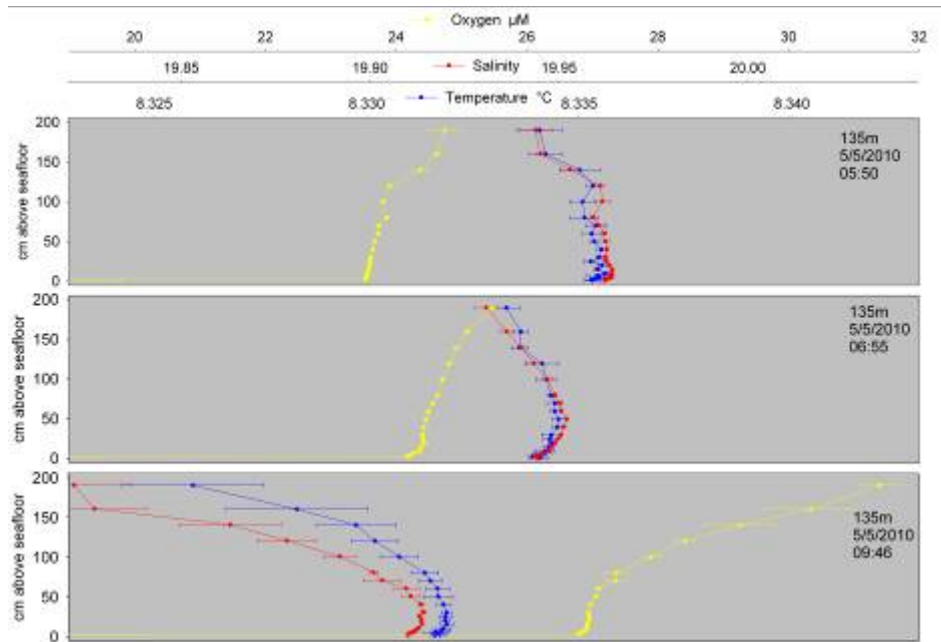 Oxygen µM
20 22 24 26 28 30 32
19.85 19.90 19.95 20.00
Salinity
Temperature °C
8.325 8.330 8.335 8.340
200
150
100
50
0
cm above seafloor
135m
5/5/2010
05:50
200
150
100
50
0
cm above seafloor
135m
5/5/2010
06:55
200
150
100
50
0
cm above seafloor
135m
5/5/2010
09:46